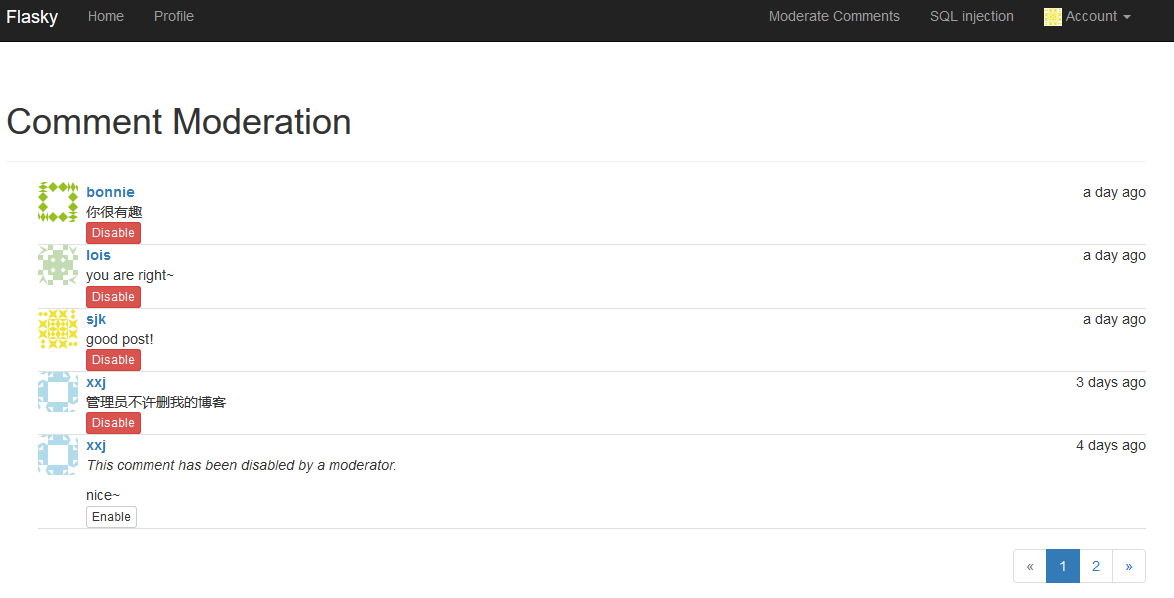 Flasky Home Profile Moderate Comments SQL injection Account
Comment Moderation
bonnie a day ago
你很有趣
Disable
lois a day ago
you are right~
Disable
sjk a day ago
good post!
Disable
xxj 3 days ago
管理员不许删我的博客
Disable
xxj 4 days ago
This comment has been disabled by a moderator.
nice~
Enable
« 1 2 »